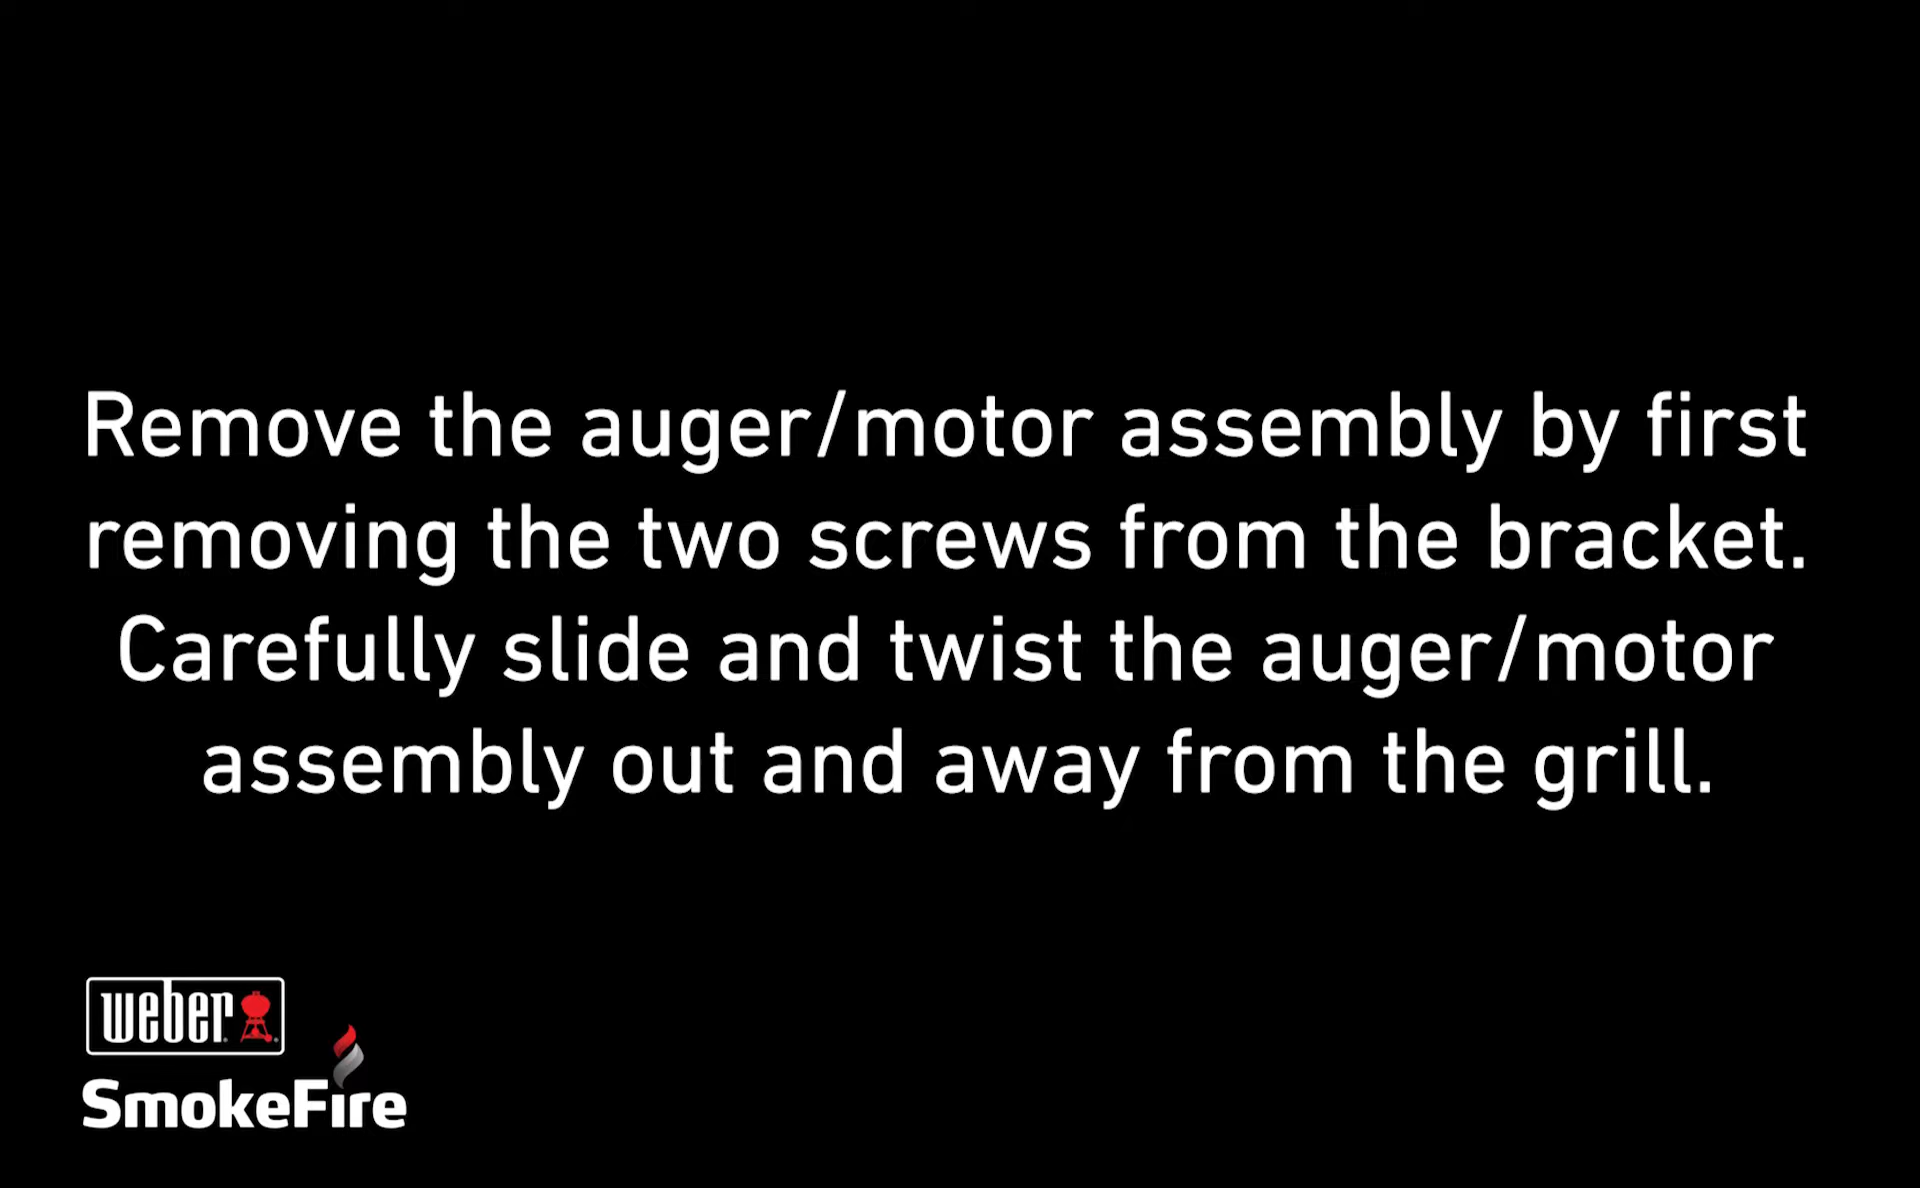 Remove the auger/motor assembly by first
removing the two screws from the bracket.
Carefully slide and twist the auger/motor
assembly out and away from the grill.
weber
SmokeFire